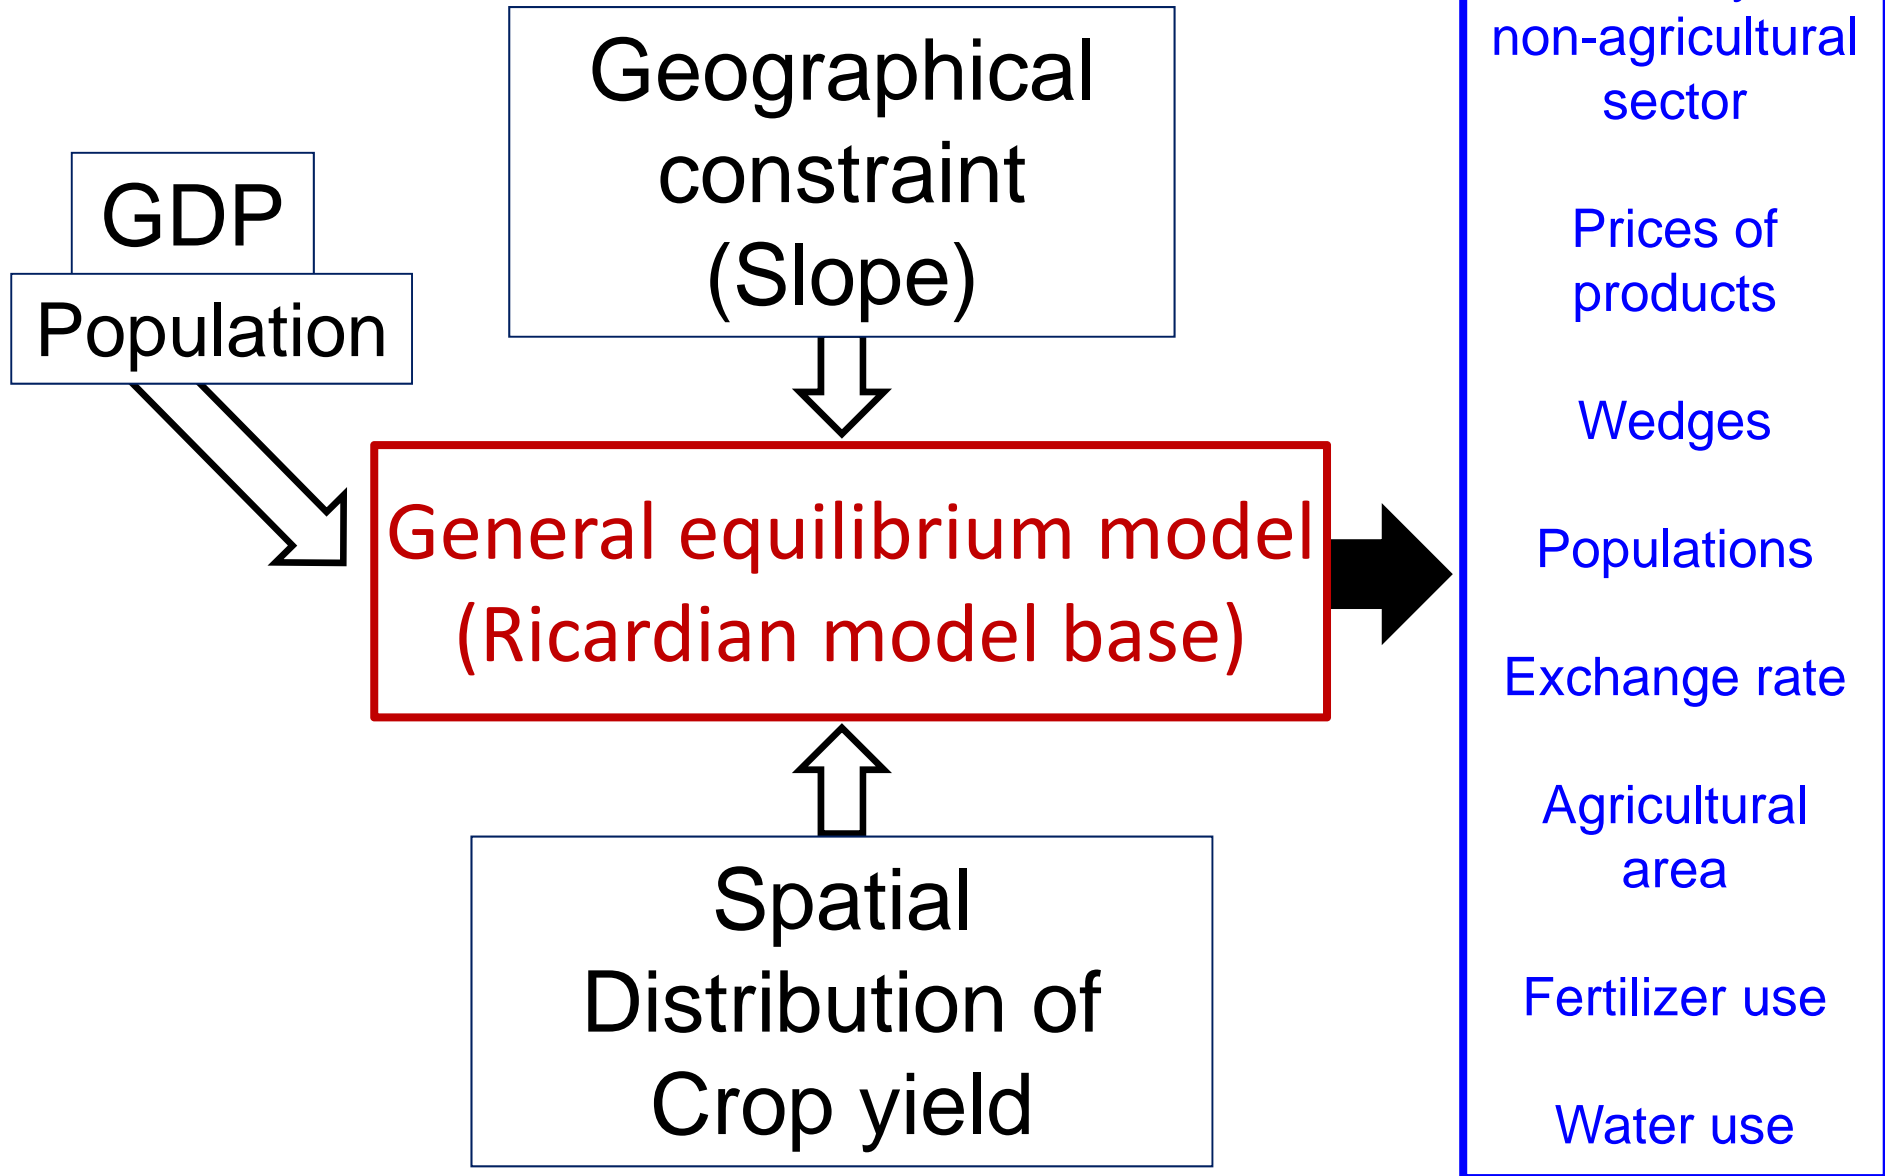 GDP
Population
Geographical
constraint
(Slope)
General equilibrium model
(Ricardian model base)
Spatial
Distribution of
Crop yield
non-agricultural
sector
Prices of
products
Wedges
Populations
Exchange rate
Agricultural
area
Fertilizer use
Water use